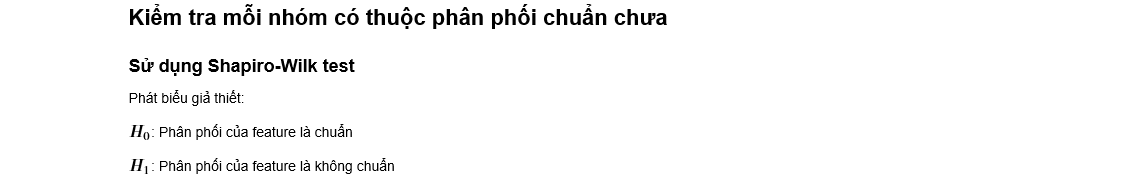 Kiểm tra mỗi nhóm có thuộc phân phối chuẩn chưa
Sử dụng Shapiro-Wilk test
Phát biểu giả thiết:
H₀: Phân phối của feature là chuẩn
H₁: Phân phối của feature là không chuẩn